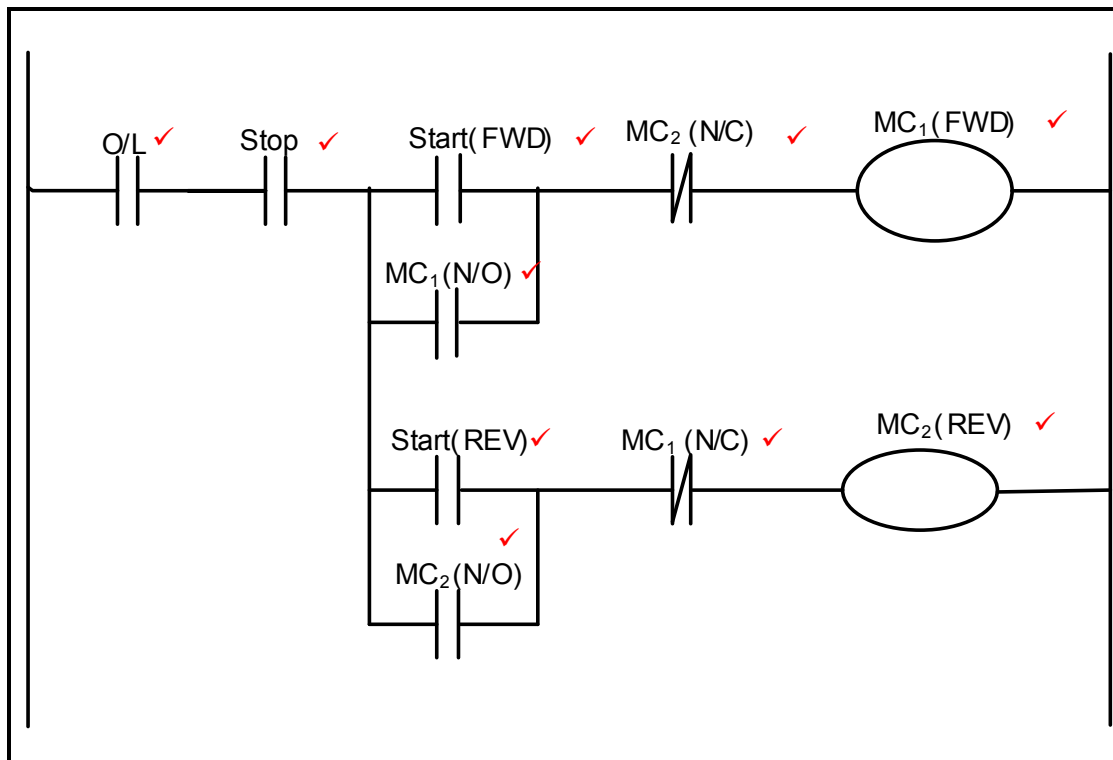 O/L Stop Start(FWD) MC₂(N/C) MC₁(FWD)
MC₁(N/O)
Start(REV) MC₁(N/C) MC₂(REV)
MC₂(N/O)